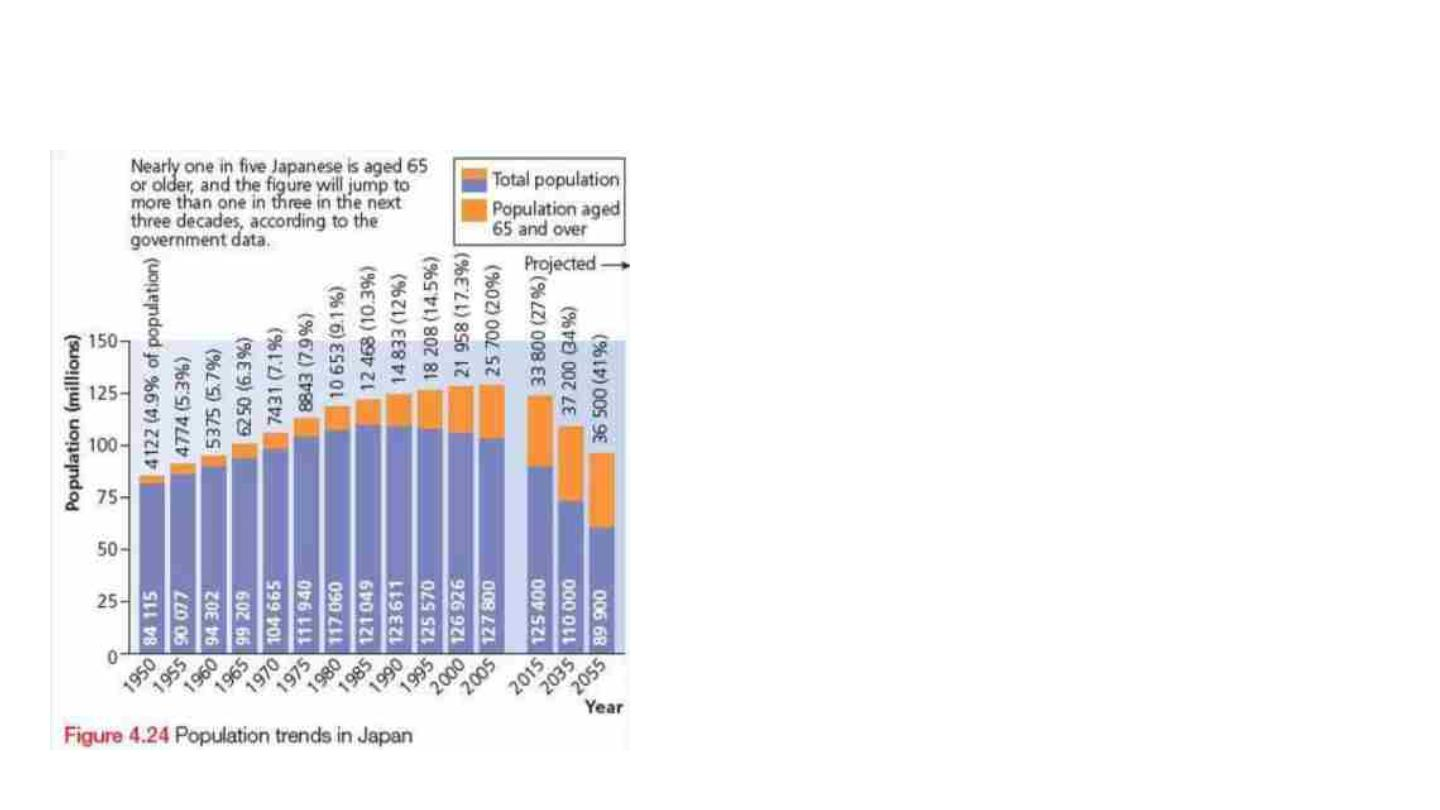 Nearly one in five Japanese is aged 65
or older, and the figure will jump to
more than one in three in the next
three decades, according to the
government data.
Total population
Population aged
65 and over
Projected
4122 (4.9% of population)
4774 (5.3%)
5375 (5.7%)
6250 (6.3%)
7431 (7.1%)
8843 (7.9%)
10 653 (9.1%)
12 468 (10.3%)
14 833 (12%)
18 208 (14.5%)
21 958 (17.3%)
25 700 (20%)
33 800 (27%)
37 200 (34%)
36 500 (41%)
Population (millions)
150
125
100
75
50
25
0
84 115
90 077
94 302
99 209
104 665
111 940
117 060
121 049
123 611
125 570
126 926
127 800
125 400
110 000
89 900
1950
1955
1960
1965
1970
1975
1980
1985
1990
1995
2000
2005
2015
2035
2055
Year
Figure 4.24 Population trends in Japan